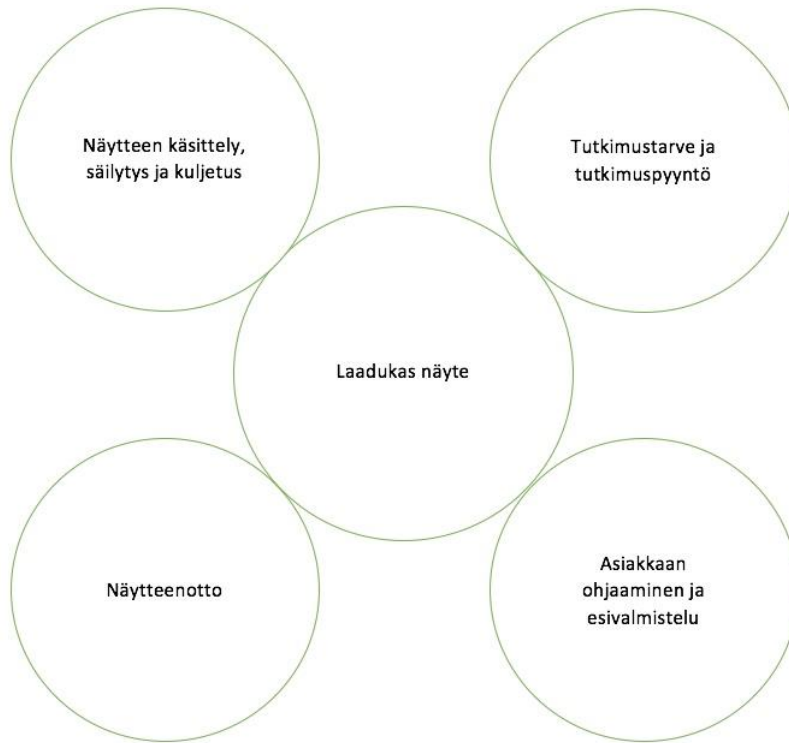 Näytteen käsittely,
säilytys ja kuljetus
Tutkimustarve ja
tutkimuspyyntö
Laadukas näyte
Näytteenotto
Asiakkaan
ohjaaminen ja
esivalmistelu